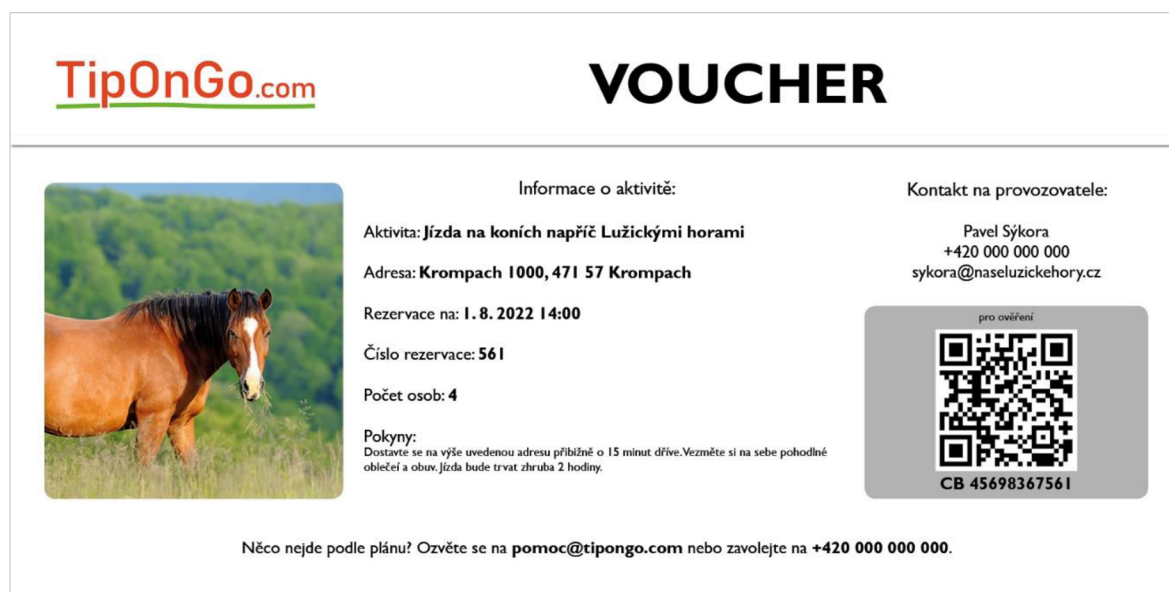 TipOnGo.com
VOUCHER
Informace o aktivitě:
Aktivita: Jízda na koních napříč Lužickými horami
Adresa: Krompach 1000, 471 57 Krompach
Rezervace na: 1. 8. 2022 14:00
Číslo rezervace: 561
Počet osob: 4
Pokyny:
Dostavte se na výše uvedenou adresu přibižně o 15 minut dříve. Vezměte si na sebe pohodlné
oblečeí a obuv. Jízda bude trvat zhruba 2 hodiny.
Kontakt na provozovatele:
Pavel Sýkora
+420 000 000 000
sykora@naseluzickehory.cz
pro ověření
CB 45698367561
Něco nejde podle plánu? Ozvěte se na pomoc@tipongo.com nebo zavolejte na +420 000 000 000.